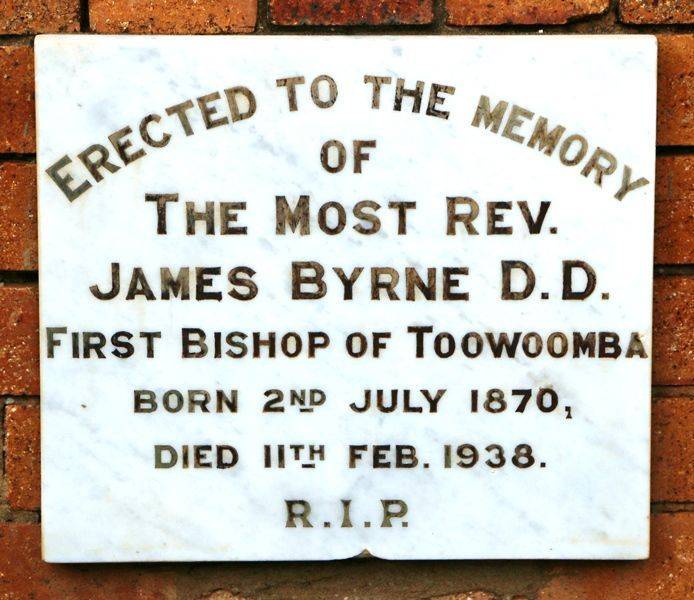 ERECTED TO THE MEMORY
OF
THE MOST REV.
JAMES BYRNE D.D.
FIRST BISHOP OF TOOWOOMBA
BORN 2ND JULY 1870,
DIED 11TH FEB. 1938.
R.I.P.